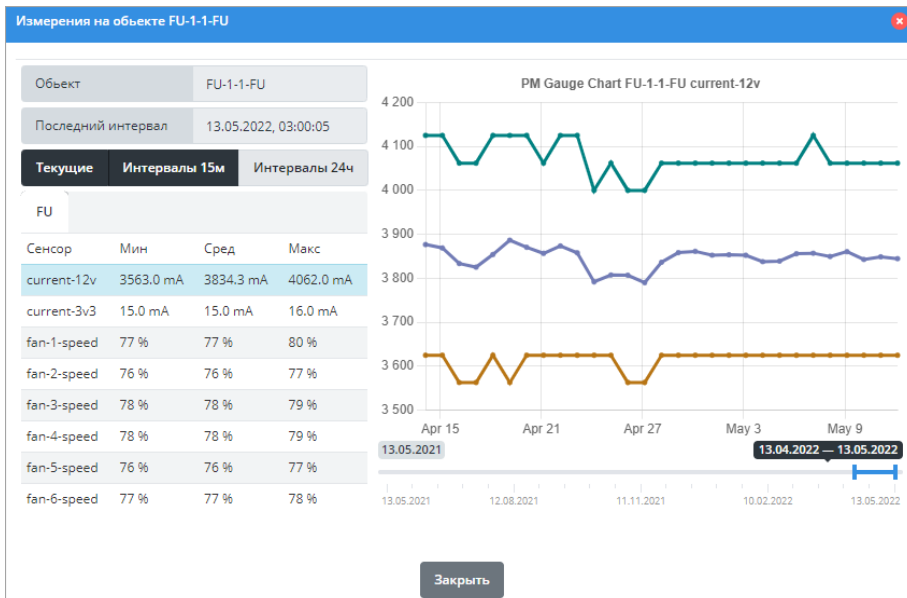 Измерения на обьекте FU-1-1-FU
Обьект FU-1-1-FU
Последний интервал 13.05.2022, 03:00:05
Текущие Интервалы 15м Интервалы 24ч
FU
Сенсор Мин Сред Макс
current-12v 3563.0 mA 3834.3 mA 4062.0 mA
current-3v3 15.0 mA 15.0 mA 16.0 mA
fan-1-speed 77 % 77 % 80 %
fan-2-speed 76 % 76 % 77 %
fan-3-speed 78 % 78 % 79 %
fan-4-speed 78 % 78 % 79 %
fan-5-speed 76 % 76 % 77 %
fan-6-speed 77 % 77 % 78 %
PM Gauge Chart FU-1-1-FU current-12v
4 200
4 100
4 000
3 900
3 800
3 700
3 600
3 500
Apr 15 Apr 21 Apr 27 May 3 May 9
13.05.2021 13.04.2022 — 13.05.2022
13.05.2021 12.08.2021 11.11.2021 10.02.2022 13.05.2022
Закрыть